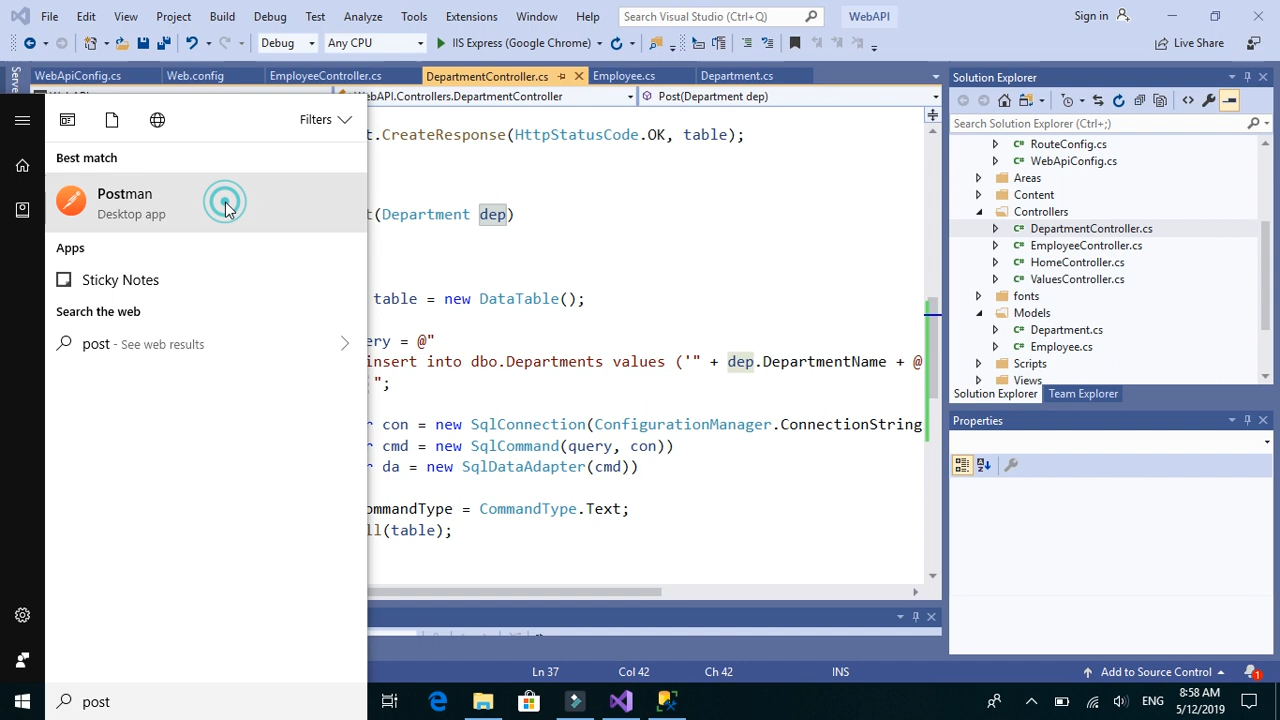 File Edit View Project Build Debug Test Analyze Tools Extensions Window Help Search Visual Studio (Ctrl+Q) WebAPI Sign in
Debug Any CPU IIS Express (Google Chrome) Live Share
WebApiConfig.cs Web.config EmployeeController.cs DepartmentController.cs Employee.cs Department.cs
WebAPI.Controllers.DepartmentController Post(Department dep)
Filters
Best match
Postman
Desktop app
Apps
Sticky Notes
Search the web
post - See web results
post
t.CreateResponse(HttpStatusCode.OK, table);
t(Department dep)
table = new DataTable();
ry = @"
insert into dbo.Departments values ('" + dep.DepartmentName + @
";
r con = new SqlConnection(ConfigurationManager.ConnectionString
r cmd = new SqlCommand(query, con))
r da = new SqlDataAdapter(cmd))
ommandType = CommandType.Text;
ll(table);
Ln 37 Col 42 Ch 42 INS Add to Source Control 1
Solution Explorer
Search Solution Explorer (Ctrl+;)
C# RouteConfig.cs
C# WebApiConfig.cs
Areas
Content
Controllers
C# DepartmentController.cs
C# EmployeeController.cs
C# HomeController.cs
C# ValuesController.cs
fonts
Models
C# Department.cs
C# Employee.cs
Scripts
Views
Solution Explorer Team Explorer
Properties
ENG 8:58 AM
5/12/2019